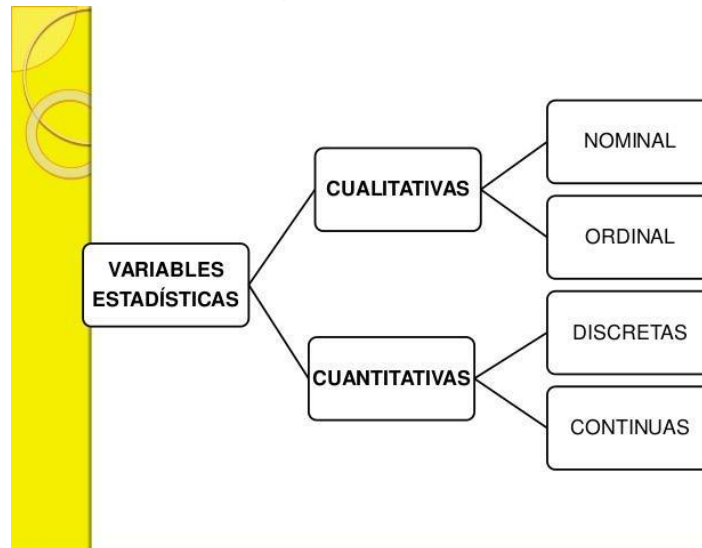 NOMINAL
CUALITATIVAS
ORDINAL
VARIABLES
ESTADÍSTICAS
DISCRETAS
CUANTITATIVAS
CONTINUAS